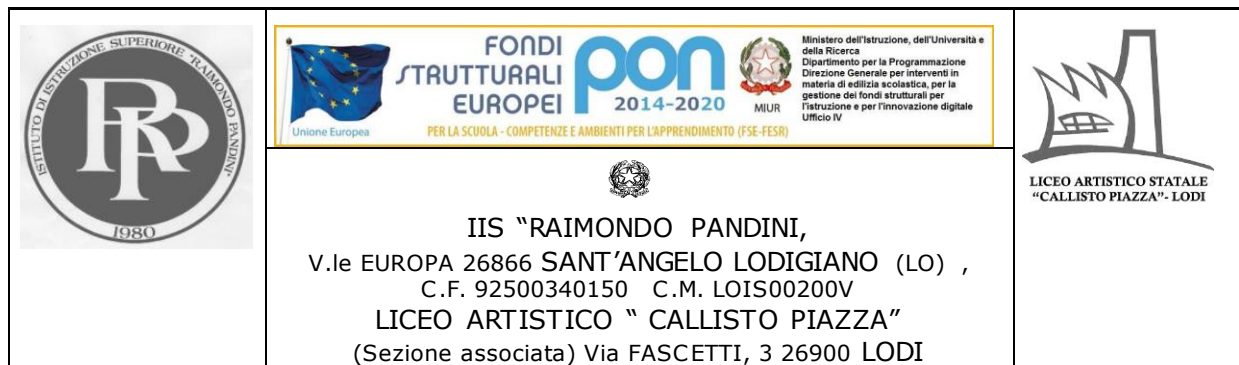 ISTITUTO DI ISTRUZIONE SUPERIORE "RAIMONDO PANDINI"
1980
Unione Europea
FONDI
STRUTTURALI
EUROPEI
pon
2014-2020
MIUR
Ministero dell'Istruzione, dell'Università e
della Ricerca
Dipartimento per la Programmazione
Direzione Generale per interventi in
materia di edilizia scolastica, per la
gestione dei fondi strutturali per
l'istruzione e per l'innovazione digitale
Ufficio IV
PER LA SCUOLA - COMPETENZE E AMBIENTI PER L'APPRENDIMENTO (FSE-FESR)
IIS “RAIMONDO PANDINI,
V.le EUROPA 26866 SANT’ANGELO LODIGIANO (LO) ,
C.F. 92500340150 C.M. LOIS00200V
LICEO ARTISTICO “ CALLISTO PIAZZA”
(Sezione associata) Via FASCETTI, 3 26900 LODI
LICEO ARTISTICO STATALE
“CALLISTO PIAZZA”- LODI